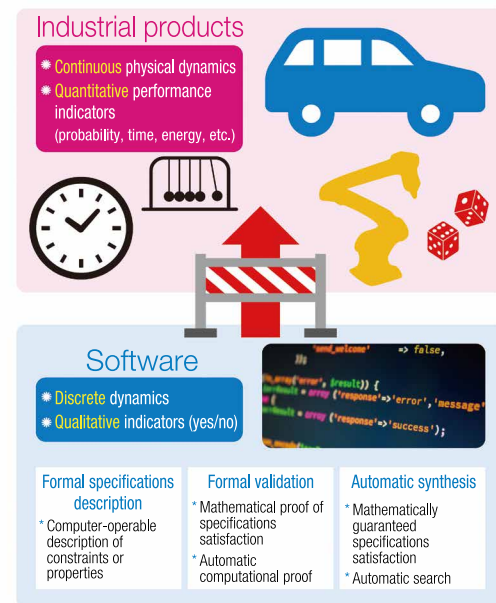 Industrial products
* Continuous physical dynamics
* Quantitative performance
indicators
(probability, time, energy, etc.)
Software
* Discrete dynamics
* Qualitative indicators (yes/no)
'send_welcome' => false,
));
_array('error', $result)) {
Result = array ('response'=>'error','message'
{
Result = array ('response'=>'success');
Formal specifications
description
* Computer-operable
description of
constraints or
properties
Formal validation
* Mathematical proof of
specifications
satisfaction
* Automatic
computational proof
Automatic synthesis
* Mathematically
guaranteed
specifications
satisfaction
* Automatic search